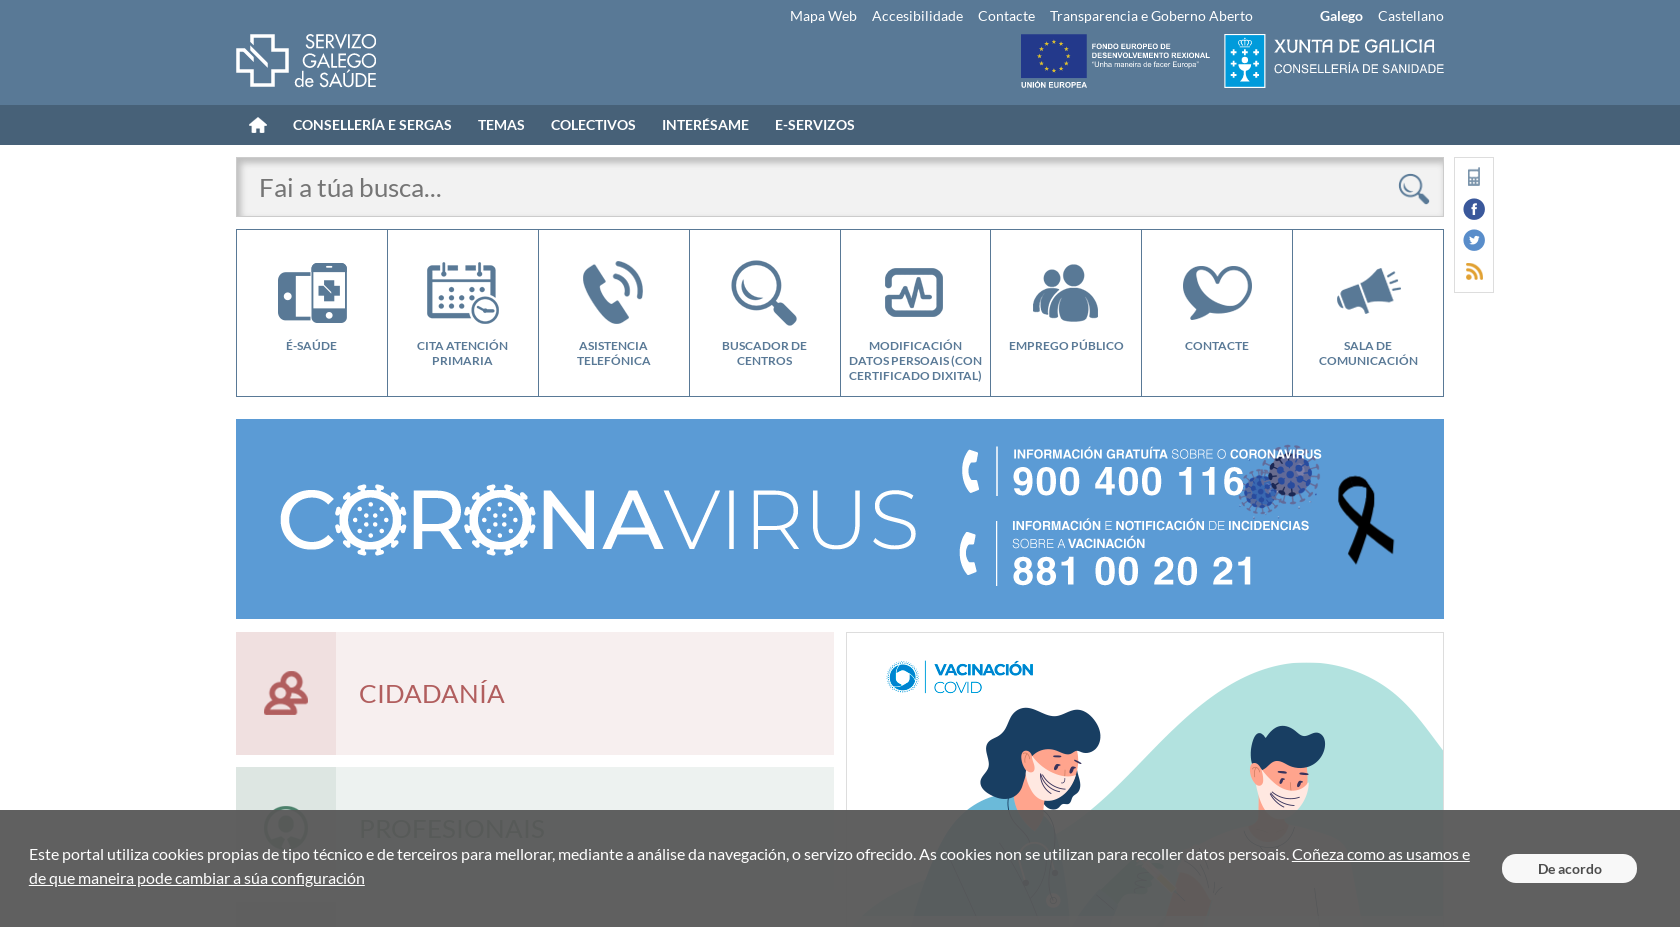 Mapa Web Accesibilidade Contacte Transparencia e Goberno Aberto Galego Castellano
SERVIZO
GALEGO
de SAÚDE
UNIÓN EUROPEA
FONDO EUROPEO DE
DESENVOLVEMENTO REXIONAL
"Unha maneira de facer Europa"
XUNTA DE GALICIA
CONSELLERÍA DE SANIDADE
CONSELLERÍA E SERGAS TEMAS COLECTIVOS INTERÉSAME E-SERVIZOS
Fai a túa busca...
É-SAÚDE
CITA ATENCIÓN
PRIMARIA
ASISTENCIA
TELEFÓNICA
BUSCADOR DE
CENTROS
MODIFICACIÓN
DATOS PERSOAIS (CON
CERTIFICADO DIXITAL)
EMPREGO PÚBLICO
CONTACTE
SALA DE
COMUNICACIÓN
CORONAVIRUS
INFORMACIÓN GRATUÍTA SOBRE O CORONAVIRUS
900 400 116
INFORMACIÓN E NOTIFICACIÓN DE INCIDENCIAS
SOBRE A VACINACIÓN
881 00 20 21
CIDADANÍA
VACINACIÓN
COVID
PROFESIONAIS
Este portal utiliza cookies propias de tipo técnico e de terceiros para mellorar, mediante a análise da navegación, o servizo ofrecido. As cookies non se utilizan para recoller datos persoais. Coñeza como as usamos e
de que maneira pode cambiar a súa configuración
De acordo